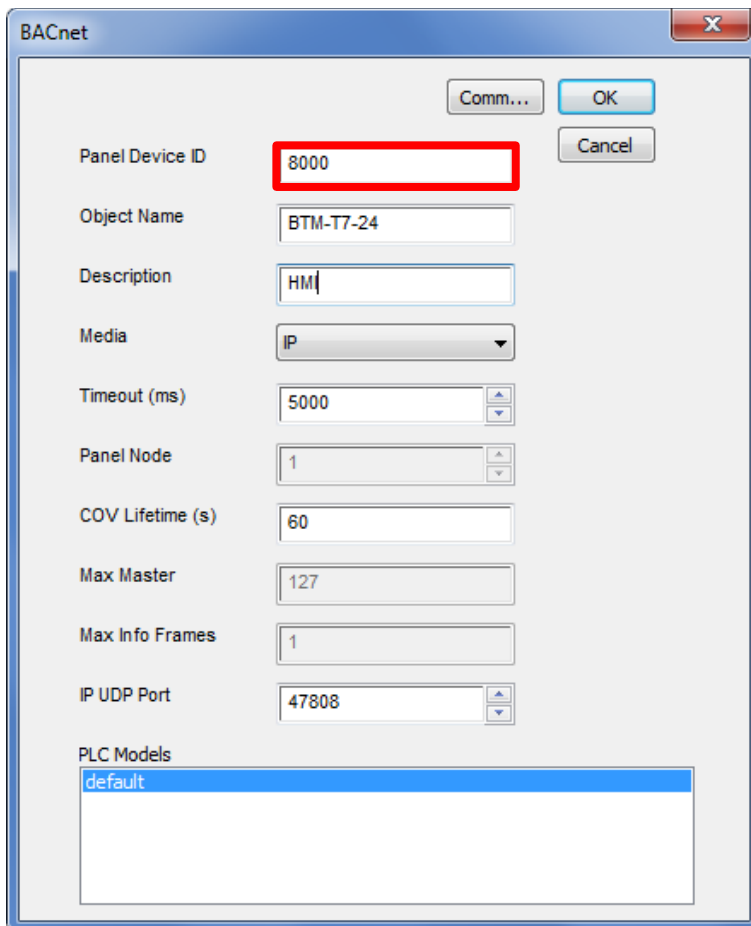 BACnet
Comm...
OK
Cancel
Panel Device ID
8000
Object Name
BTM-T7-24
Description
HMI
Media
IP
Timeout (ms)
5000
Panel Node
1
COV Lifetime (s)
60
Max Master
127
Max Info Frames
1
IP UDP Port
47808
PLC Models
default